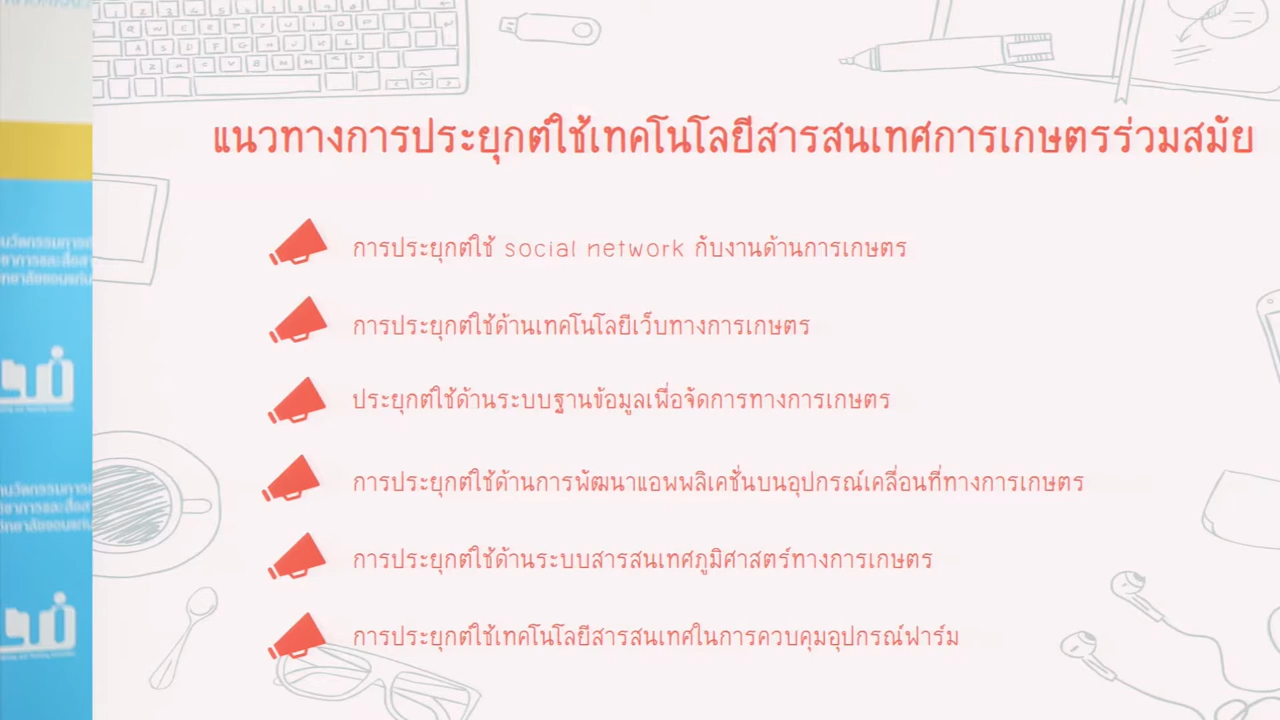 แนวทางการประยุกต์ใช้เทคโนโลยีสารสนเทศการเกษตรร่วมสมัย
การประยุกต์ใช้ social network กับงานด้านการเกษตร
การประยุกต์ใช้ด้านเทคโนโลยีเว็บทางการเกษตร
ประยุกต์ใช้ด้านระบบฐานข้อมูลเพื่อจัดการทางการเกษตร
การประยุกต์ใช้ด้านการพัฒนาแอพพลิเคชั่นบนอุปกรณ์เคลื่อนที่ทางการเกษตร
การประยุกต์ใช้ด้านระบบสารสนเทศภูมิศาสตร์ทางการเกษตร
การประยุกต์ใช้เทคโนโลยีสารสนเทศในการควบคุมอุปกรณ์ฟาร์ม